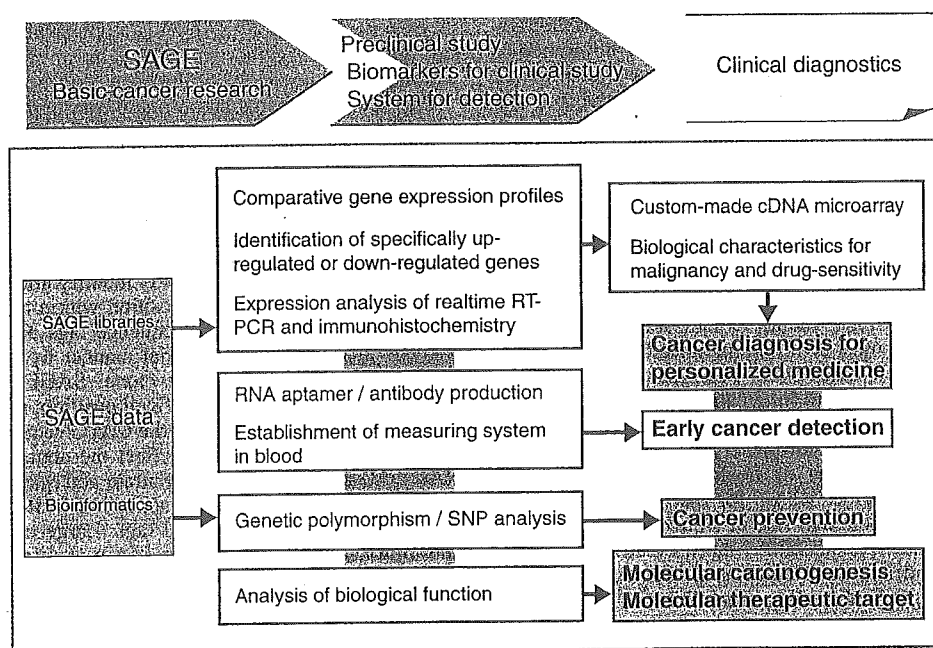 SAGE
Basic cancer research
Preclinical study
Biomarkers for clinical study
System for detection
Clinical diagnostics
SAGE libraries
SAGE data
Bioinformatics
Comparative gene expression profiles
Identification of specifically up-
regulated or down-regulated genes
Expression analysis of realtime RT-
PCR and immunohistochemistry
RNA aptamer / antibody production
Establishment of measuring system
in blood
Genetic polymorphism / SNP analysis
Analysis of biological function
Custom-made cDNA microarray
Biological characteristics for
malignancy and drug-sensitivity
Cancer diagnosis for
personalized medicine
Early cancer detection
Cancer prevention
Molecular carcinogenesis
Molecular therapeutic target